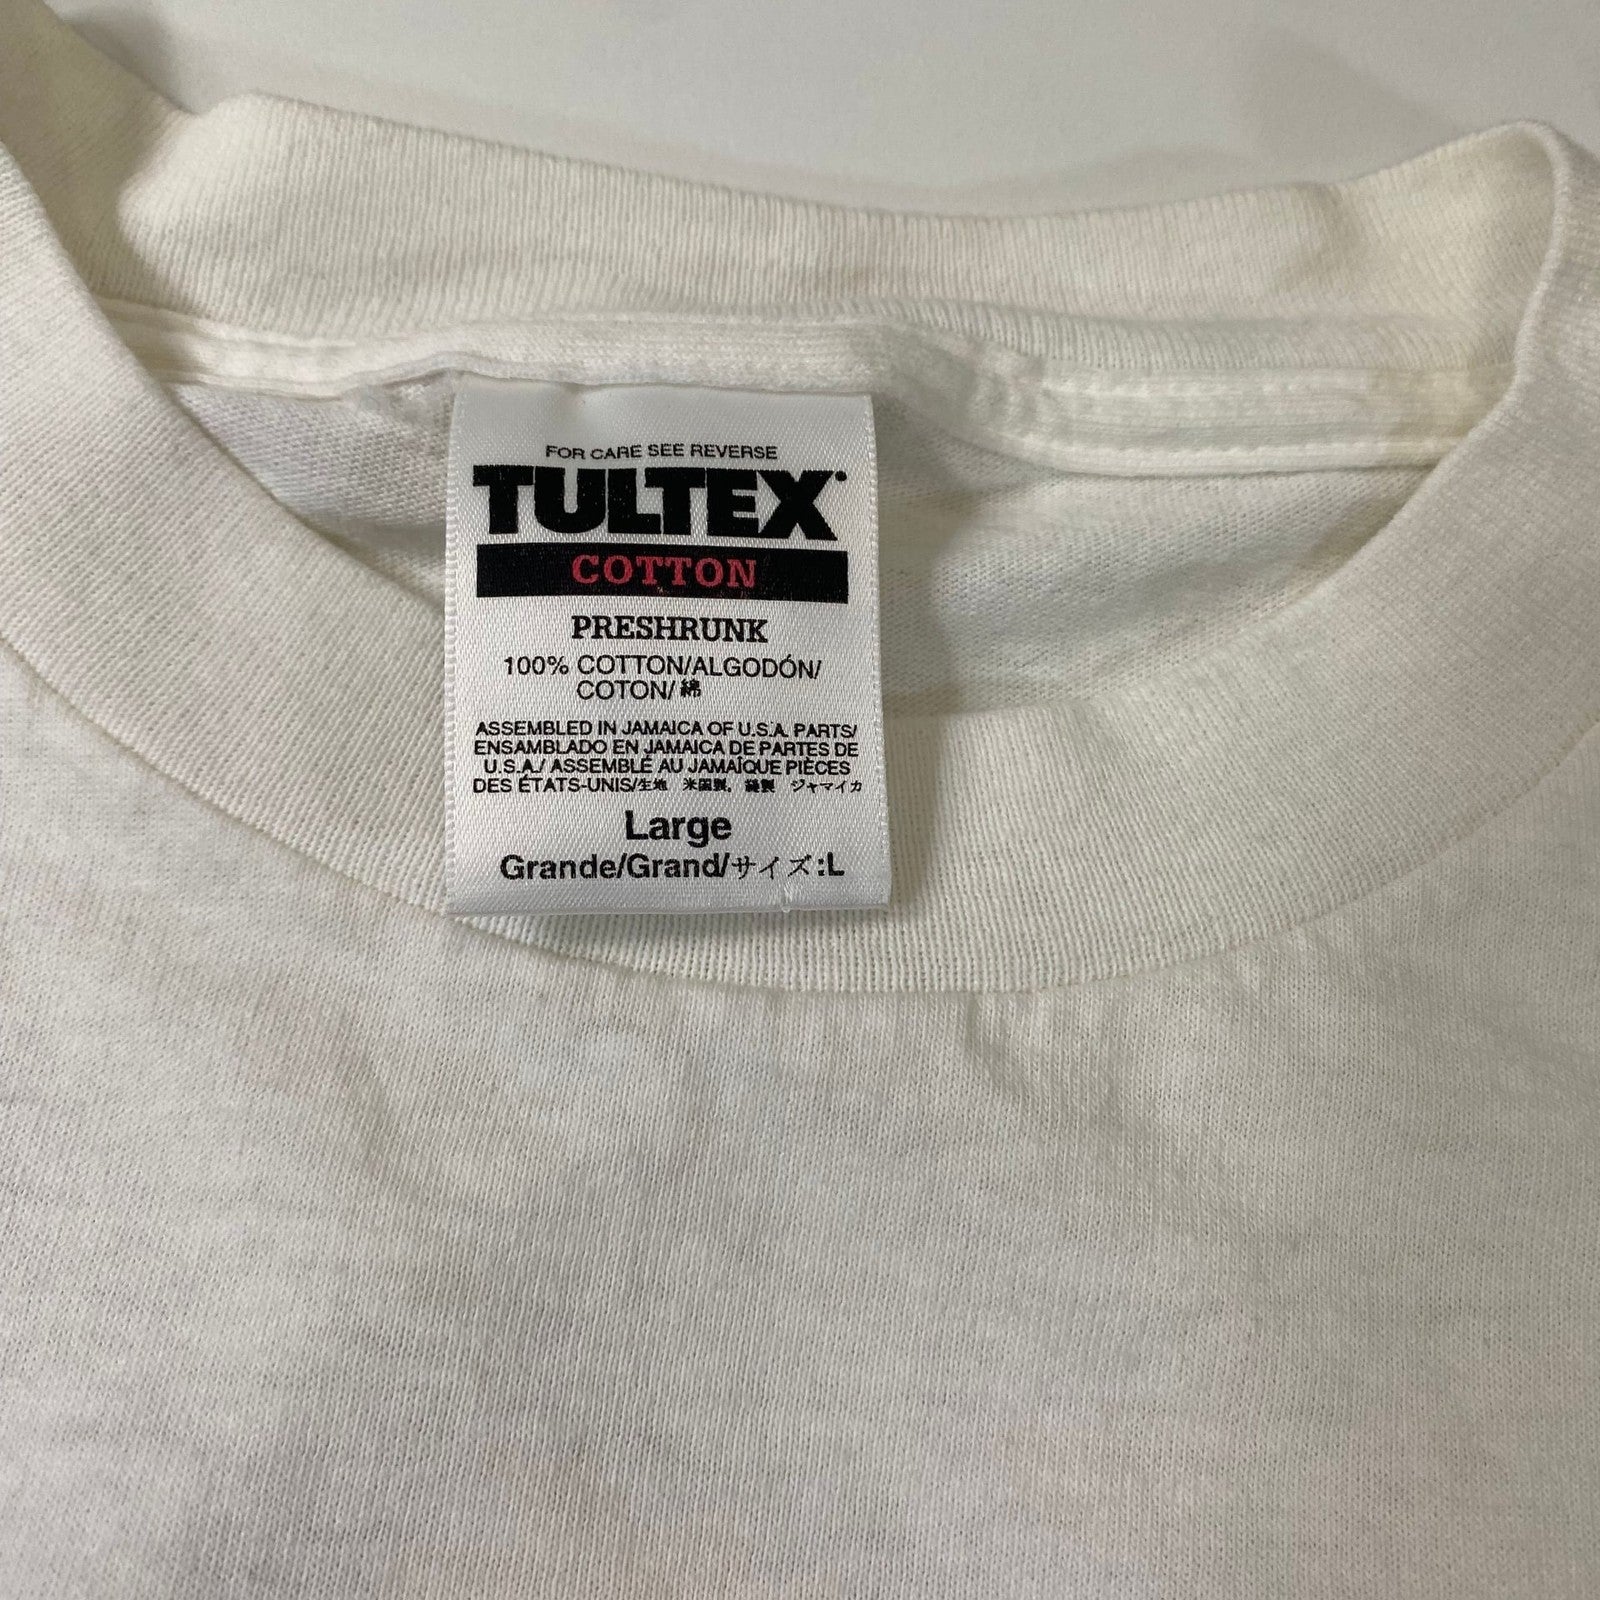 FOR CARE SEE REVERSE
TULTEX
COTTON
PRESHRUNK
100% COTTON/ALGODÓN/
COTON/綿
ASSEMBLED IN JAMAICA OF U.S.A. PARTS/
ENSAMBLADO EN JAMAICA DE PARTES DE
U.S.A./ ASSEMBLÉ AU JAMAÏQUE PIÈCES
DES ÉTATS-UNIS/生地 米国製, 縫製 ジャマイカ
Large
Grande/Grand/サイズ:L